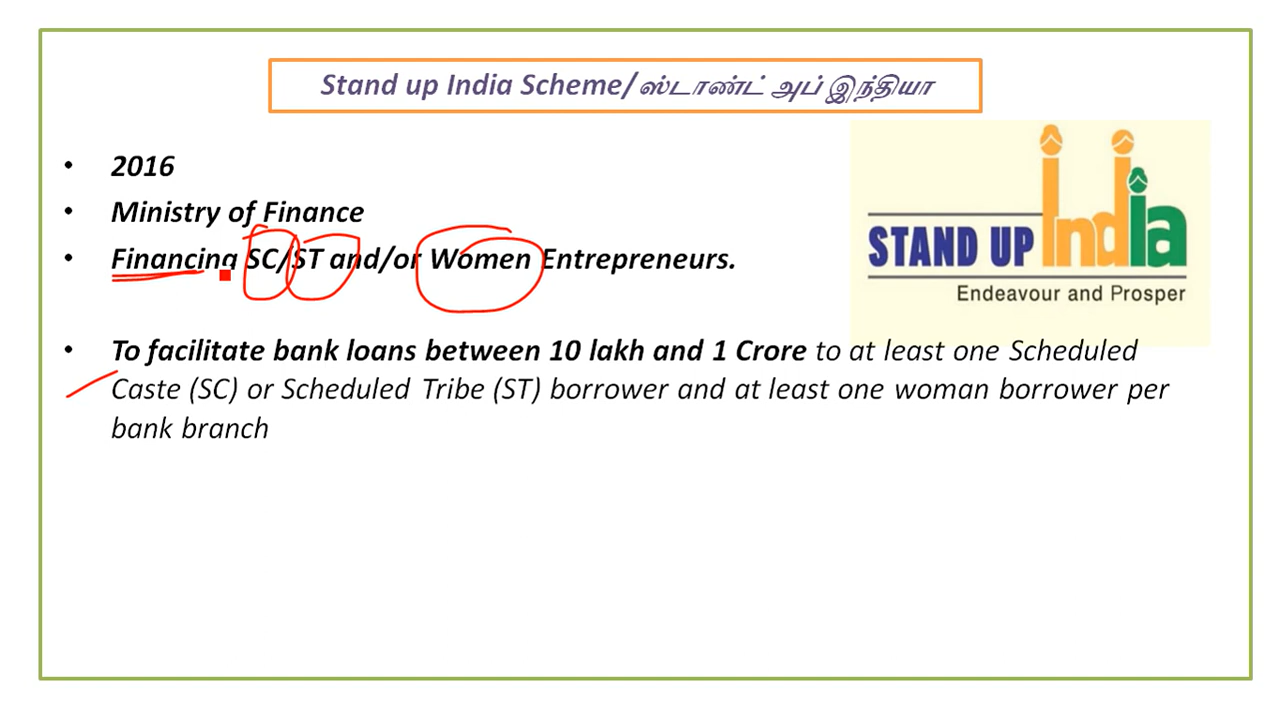 Stand up India Scheme/ஸ்டாண்ட் அப் இந்தியா
• 2016
• Ministry of Finance
• Financing SC/ST and/or Women Entrepreneurs.
STAND UP India
Endeavour and Prosper
• To facilitate bank loans between 10 lakh and 1 Crore to at least one Scheduled
Caste (SC) or Scheduled Tribe (ST) borrower and at least one woman borrower per
bank branch